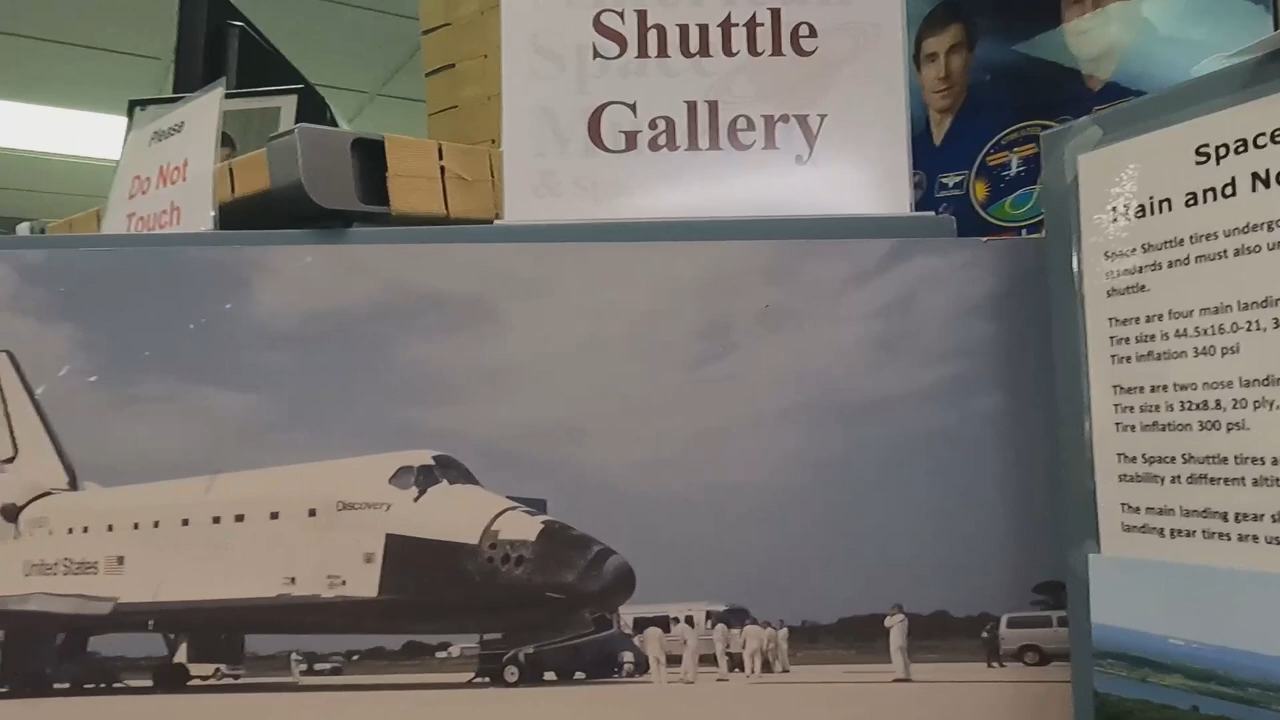 Shuttle
Gallery
Please
Do Not
Touch
Space
Main and No
Space Shuttle tires underg
standards and must also u
shuttle.
There are four main landin
Tire size is 44.5x16.0-21, 3
Tire inflation 340 psi
There are two nose landi
Tire size is 32x8.8, 20 ply,
Tire inflation 300 psi.
The Space Shuttle tires a
stability at different altit
The main landing gear s
landing gear tires are us
Discovery
United States